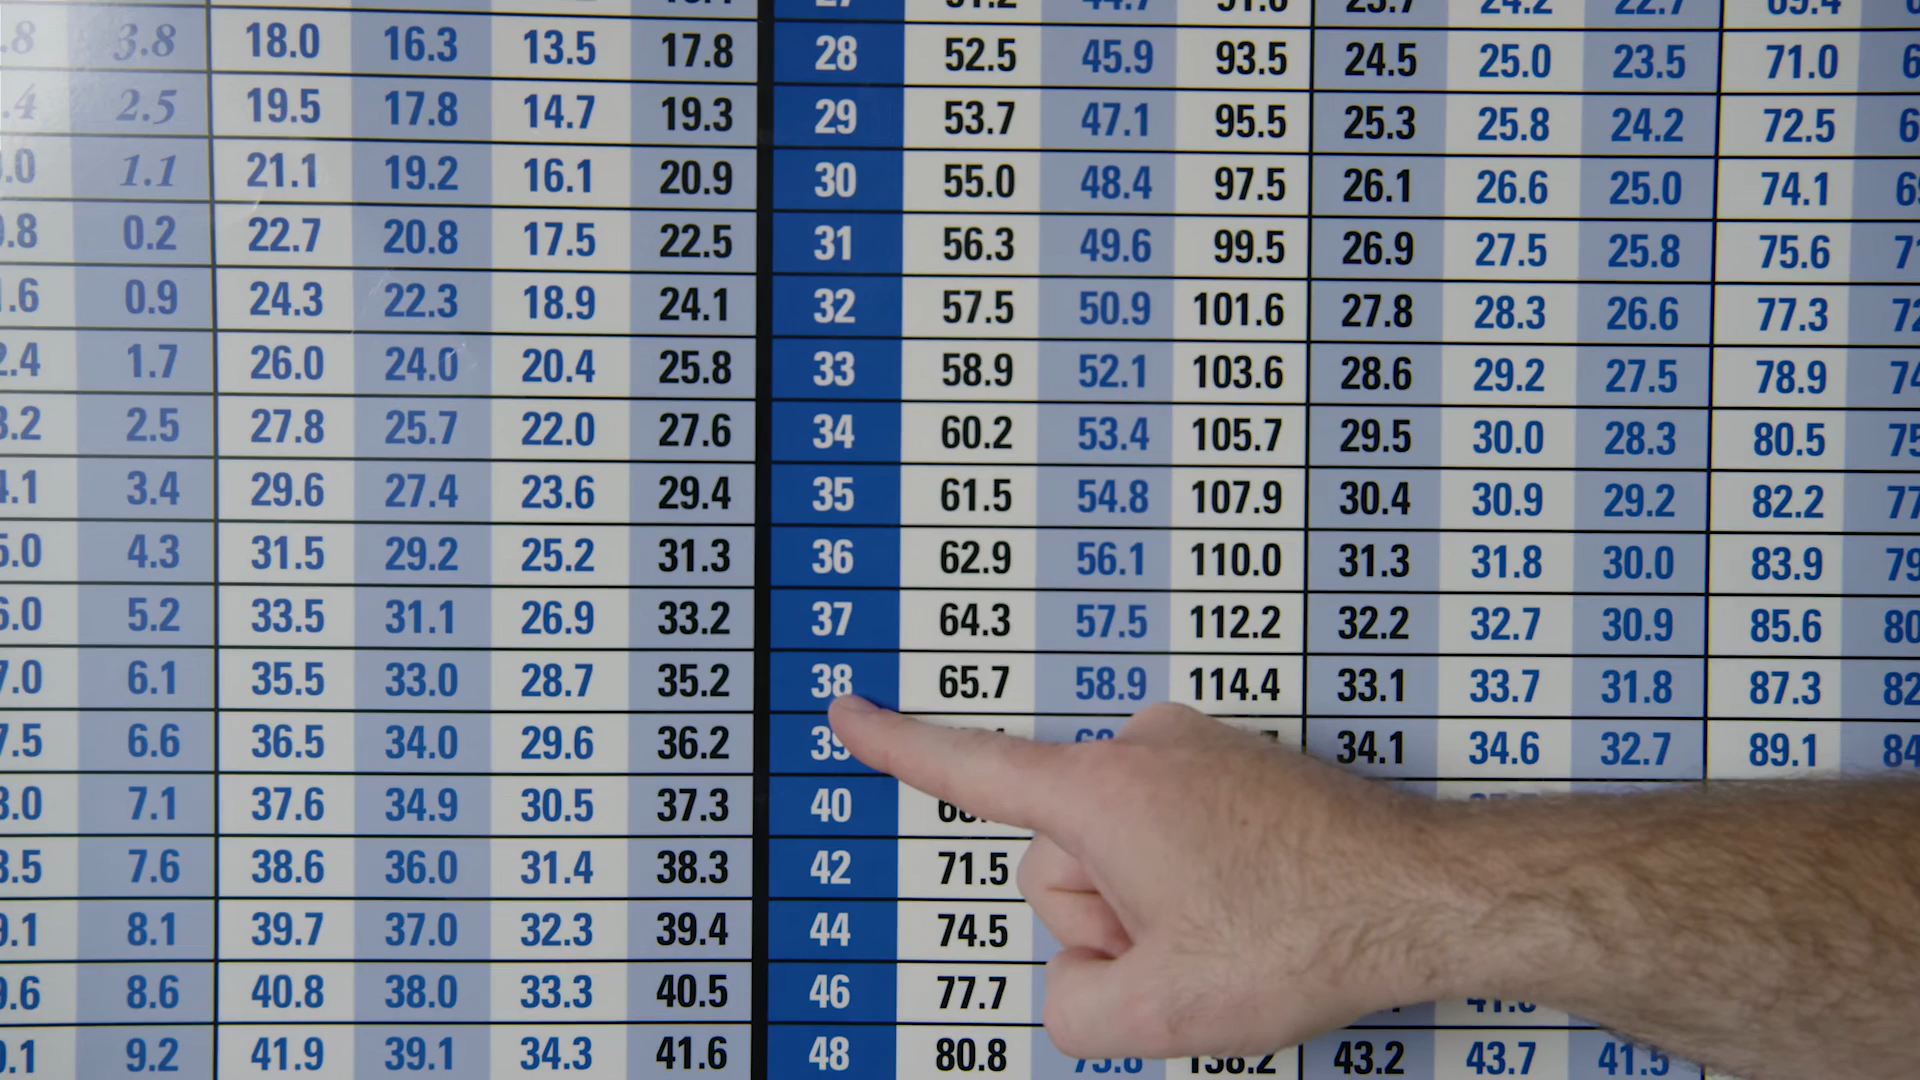 3.8 18.0 16.3 13.5 17.8 28 52.5 45.9 93.5 24.5 25.0 23.5 71.0
2.5 19.5 17.8 14.7 19.3 29 53.7 47.1 95.5 25.3 25.8 24.2 72.5
1.1 21.1 19.2 16.1 20.9 30 55.0 48.4 97.5 26.1 26.6 25.0 74.1
0.2 22.7 20.8 17.5 22.5 31 56.3 49.6 99.5 26.9 27.5 25.8 75.6
0.9 24.3 22.3 18.9 24.1 32 57.5 50.9 101.6 27.8 28.3 26.6 77.3
1.7 26.0 24.0 20.4 25.8 33 58.9 52.1 103.6 28.6 29.2 27.5 78.9
2.5 27.8 25.7 22.0 27.6 34 60.2 53.4 105.7 29.5 30.0 28.3 80.5
3.4 29.6 27.4 23.6 29.4 35 61.5 54.8 107.9 30.4 30.9 29.2 82.2
4.3 31.5 29.2 25.2 31.3 36 62.9 56.1 110.0 31.3 31.8 30.0 83.9
5.2 33.5 31.1 26.9 33.2 37 64.3 57.5 112.2 32.2 32.7 30.9 85.6
6.1 35.5 33.0 28.7 35.2 38 65.7 58.9 114.4 33.1 33.7 31.8 87.3
6.6 36.5 34.0 29.6 36.2 39 34.1 34.6 32.7 89.1
7.1 37.6 34.9 30.5 37.3 40
7.6 38.6 36.0 31.4 38.3 42 71.5
8.1 39.7 37.0 32.3 39.4 44 74.5
8.6 40.8 38.0 33.3 40.5 46 77.7
9.2 41.9 39.1 34.3 41.6 48 80.8 138.2 43.2 43.7 41.5